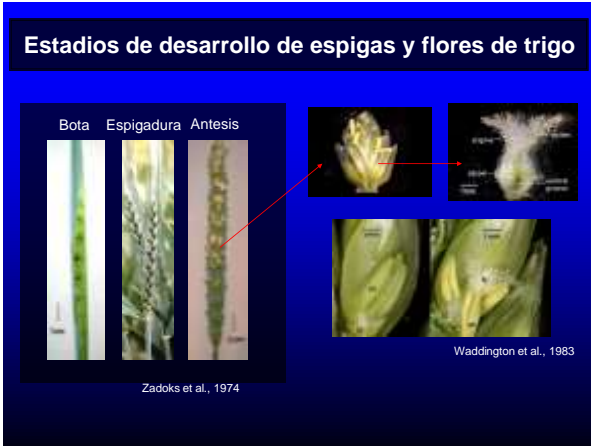 Estadios de desarrollo de espigas y flores de trigo
Bota Espigadura Antesis
Zadoks et al., 1974
Waddington et al., 1983